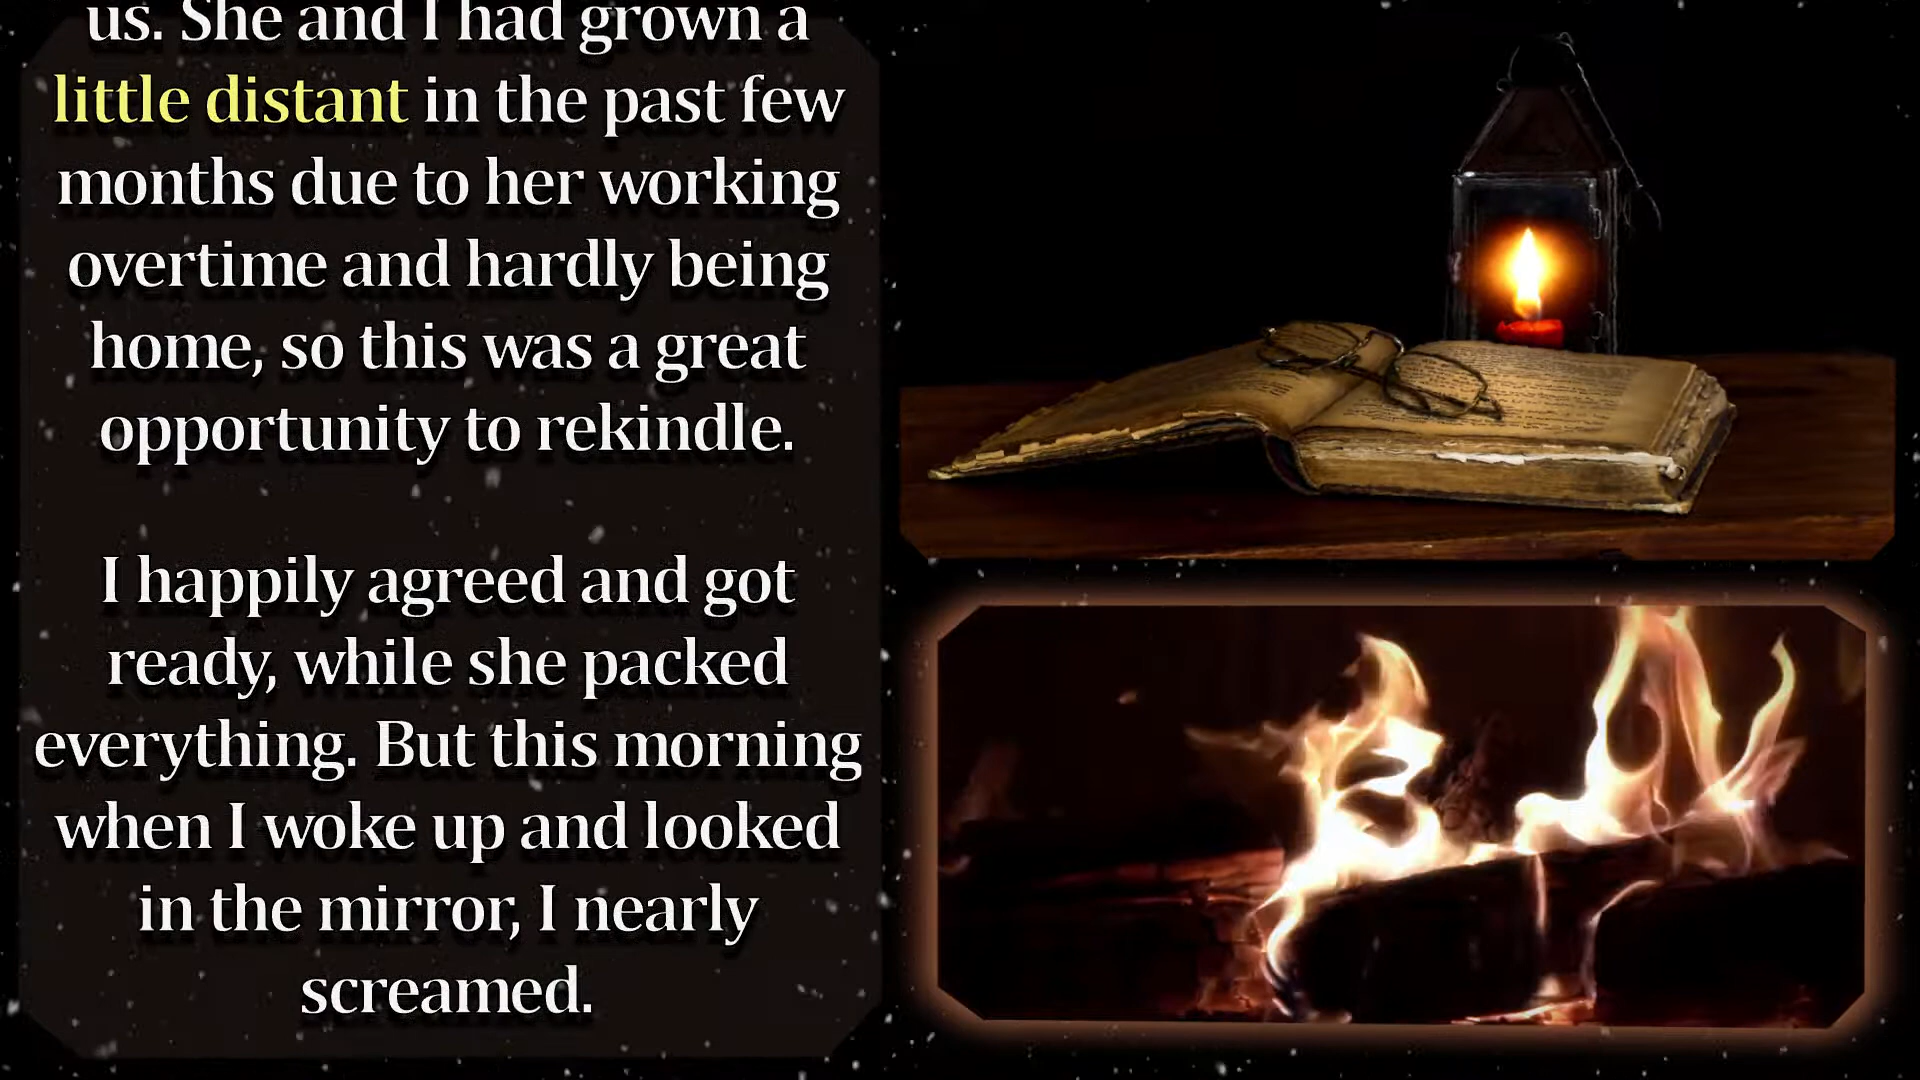 us. She and I had grown a
little distant in the past few
months due to her working
overtime and hardly being
home, so this was a great
opportunity to rekindle.
I happily agreed and got
ready, while she packed
everything. But this morning
when I woke up and looked
in the mirror, I nearly
screamed.